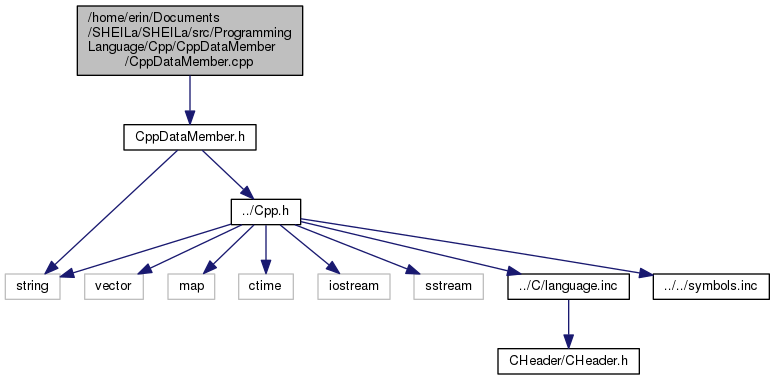 /home/erin/Documents
/SHEILa/SHEILa/src/Programming
Language/Cpp/CppDataMember
/CppDataMember.cpp
CppDataMember.h
../Cpp.h
string
vector
map
ctime
iostream
sstream
../C/language.inc
../../symbols.inc
CHeader/CHeader.h